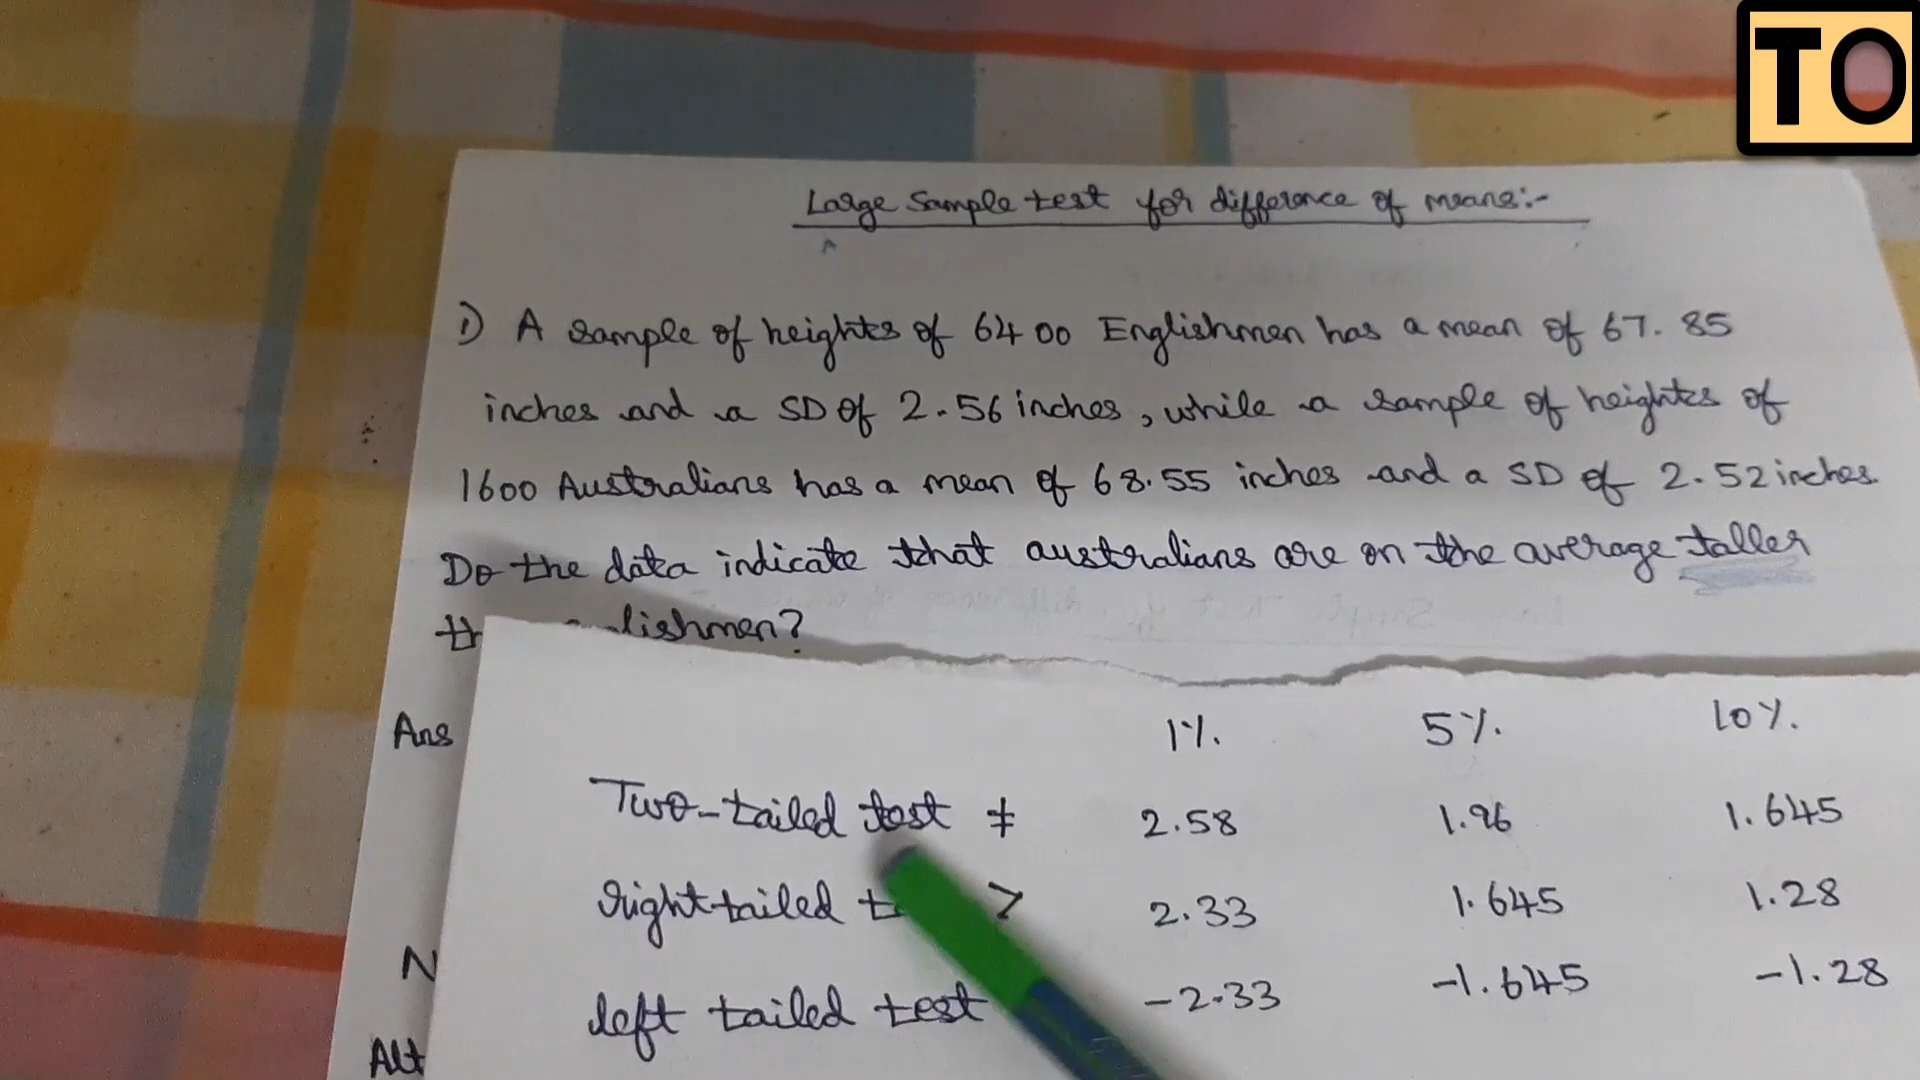 TO
Large Sample test for difference of means:-
1) A sample of heights of 6400 Englishmen has a mean of 67.85
inches and a SD of 2.56 inches, while a sample of heights of
1600 Australians has a mean of 68.55 inches and a SD of 2.52 inches.
Do the data indicate that australians are on the average taller
lishmen?
Ans
1%. 5%. 10%.
Two-tailed test ≠ 2.58 1.96 1.645
right tailed > 2.33 1.645 1.28
left tailed test -2.33 -1.645 -1.28
N
Alt